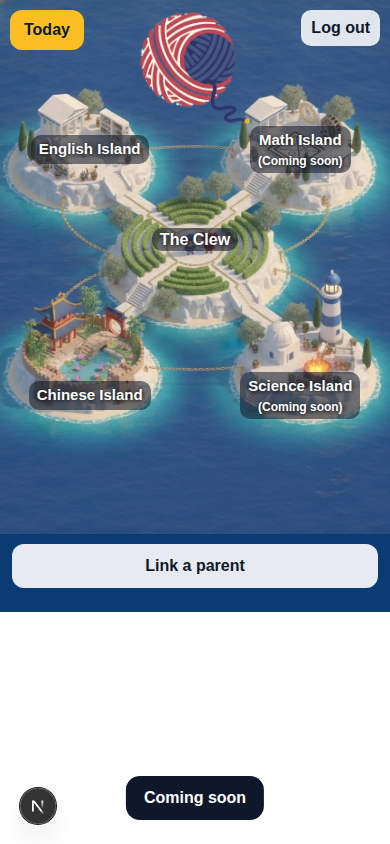 Today
Log out
English Island
Math Island
(Coming soon)
The Clew
Chinese Island
Science Island
(Coming soon)
Link a parent
Coming soon
N